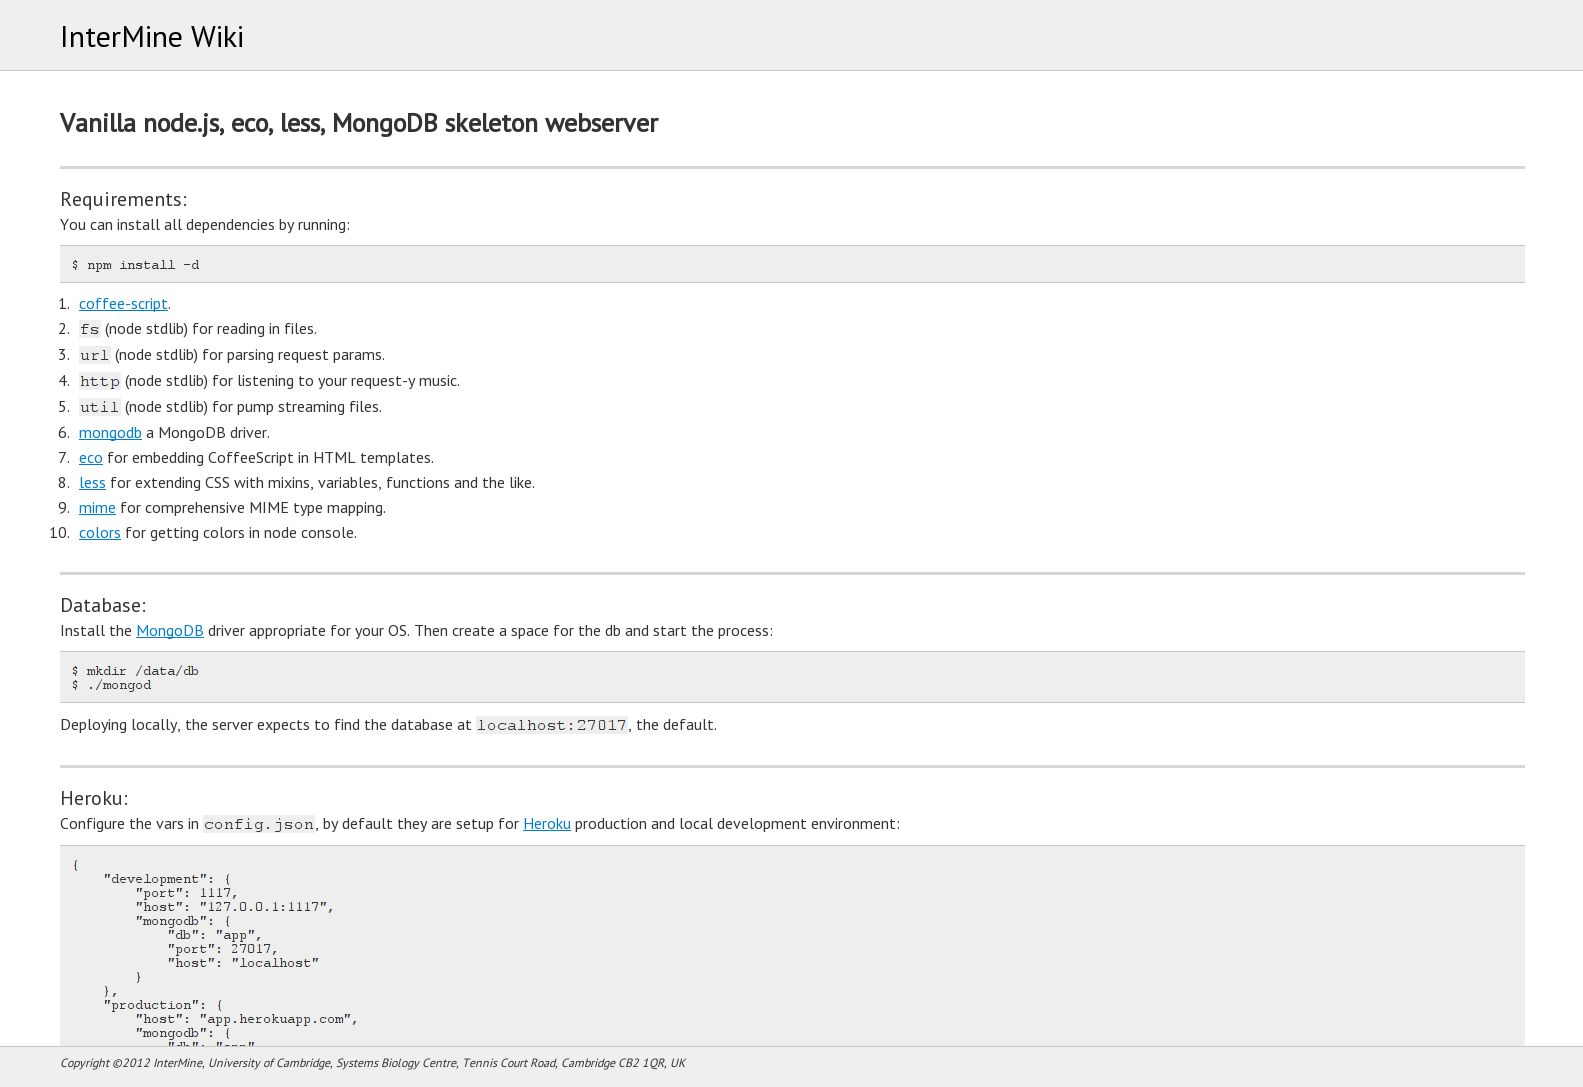 InterMine Wiki
Vanilla node.js, eco, less, MongoDB skeleton webserver
Requirements:
You can install all dependencies by running:
$ npm install -d
1. coffee-script.
2. fs (node stdlib) for reading in files.
3. url (node stdlib) for parsing request params.
4. http (node stdlib) for listening to your request-y music.
5. util (node stdlib) for pump streaming files.
6. mongodb a MongoDB driver.
7. eco for embedding CoffeeScript in HTML templates.
8. less for extending CSS with mixins, variables, functions and the like.
9. mime for comprehensive MIME type mapping.
10. colors for getting colors in node console.
Database:
Install the MongoDB driver appropriate for your OS. Then create a space for the db and start the process:
$ mkdir /data/db
$ ./mongod
Deploying locally, the server expects to find the database at localhost:27017, the default.
Heroku:
Configure the vars in config.json, by default they are setup for Heroku production and local development environment:
{
    "development": {
        "port": 1117,
        "host": "127.0.0.1:1117",
        "mongodb": {
            "db": "app",
            "port": 27017,
            "host": "localhost"
        }
    },
    "production": {
        "host": "app.herokuapp.com",
        "mongodb": {
            "db": "app"
Copyright ©2012 InterMine, University of Cambridge, Systems Biology Centre, Tennis Court Road, Cambridge CB2 1QR, UK